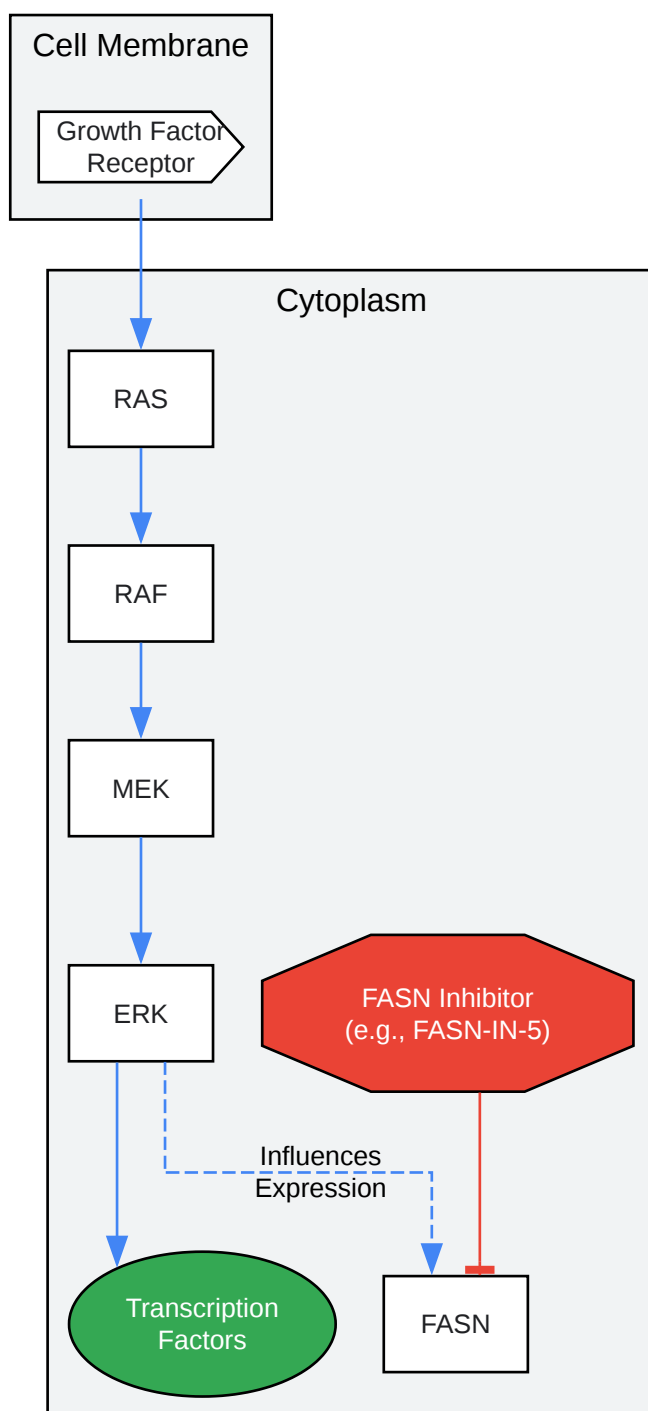 Cell Membrane
Growth Factor
Receptor
Cytoplasm
RAS
RAF
MEK
ERK
FASN Inhibitor
(e.g., FASN-IN-5)
Influences
Expression
Transcription
Factors
FASN